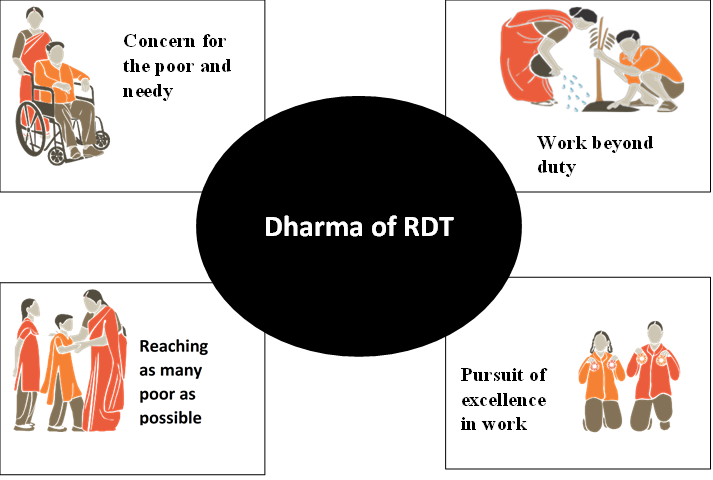 Concern for
the poor and
needy
Work beyond
duty
Dharma of RDT
Reaching
as many
poor as
possible
Pursuit of
excellence
in work